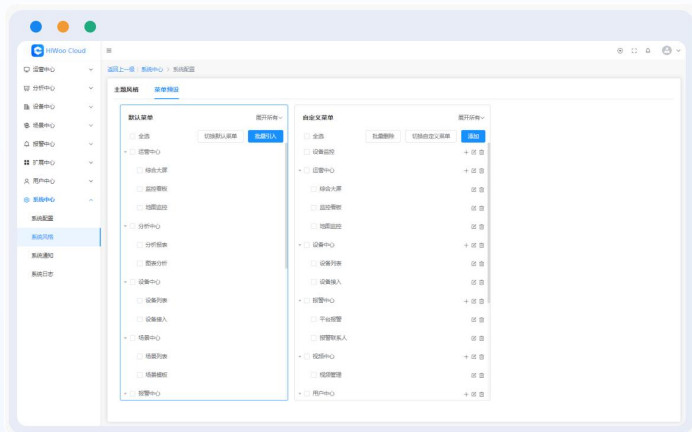 HiWoo Cloud
返回上一级 | 系统中心 > 系统配置
运营中心
分析中心
设备中心
场景中心
报警中心
扩展中心
用户中心
系统中心
系统配置
系统风格
系统通知
系统日志
主题风格 菜单预设
默认菜单 展开所有
全选 切换默认菜单 批量引入
运营中心
综合大屏
监控看板
地图监控
分析中心
分析报表
图表分析
设备中心
设备列表
设备接入
场景中心
场景列表
场景模板
报警中心
自定义菜单 展开所有
全选 批量删除 切换自定义菜单 添加
设备监控
运营中心
综合大屏
监控看板
地图监控
设备中心
设备列表
设备接入
报警中心
平台报警
报警联系人
视频中心
视频管理
用户中心